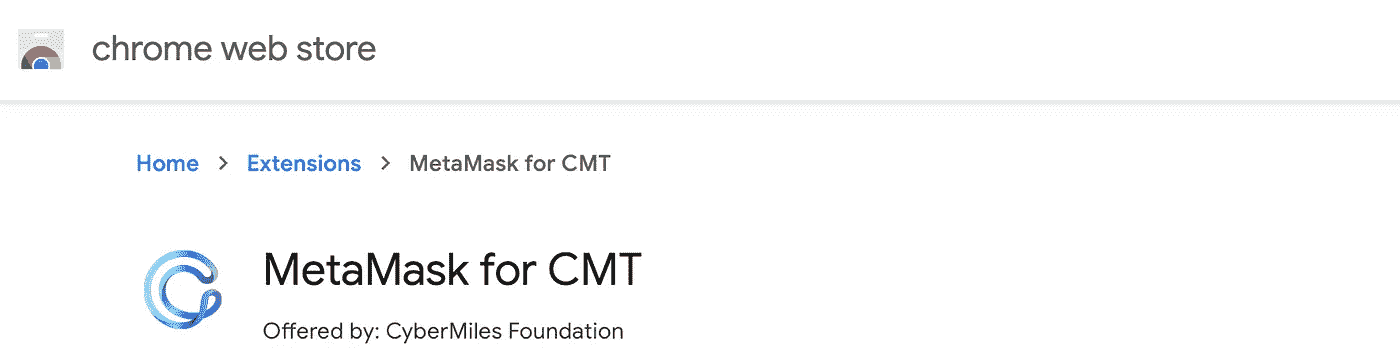 chrome web store
Home > Extensions > MetaMask for CMT
MetaMask for CMT
Offered by: CyberMiles Foundation